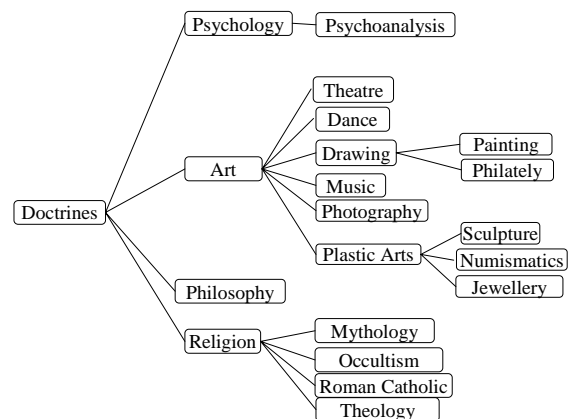 Psychology
Psychoanalysis
Theatre
Dance
Drawing
Painting
Philately
Art
Music
Photography
Doctrines
Plastic Arts
Sculpture
Numismatics
Jewellery
Philosophy
Religion
Mythology
Occultism
Roman Catholic
Theology